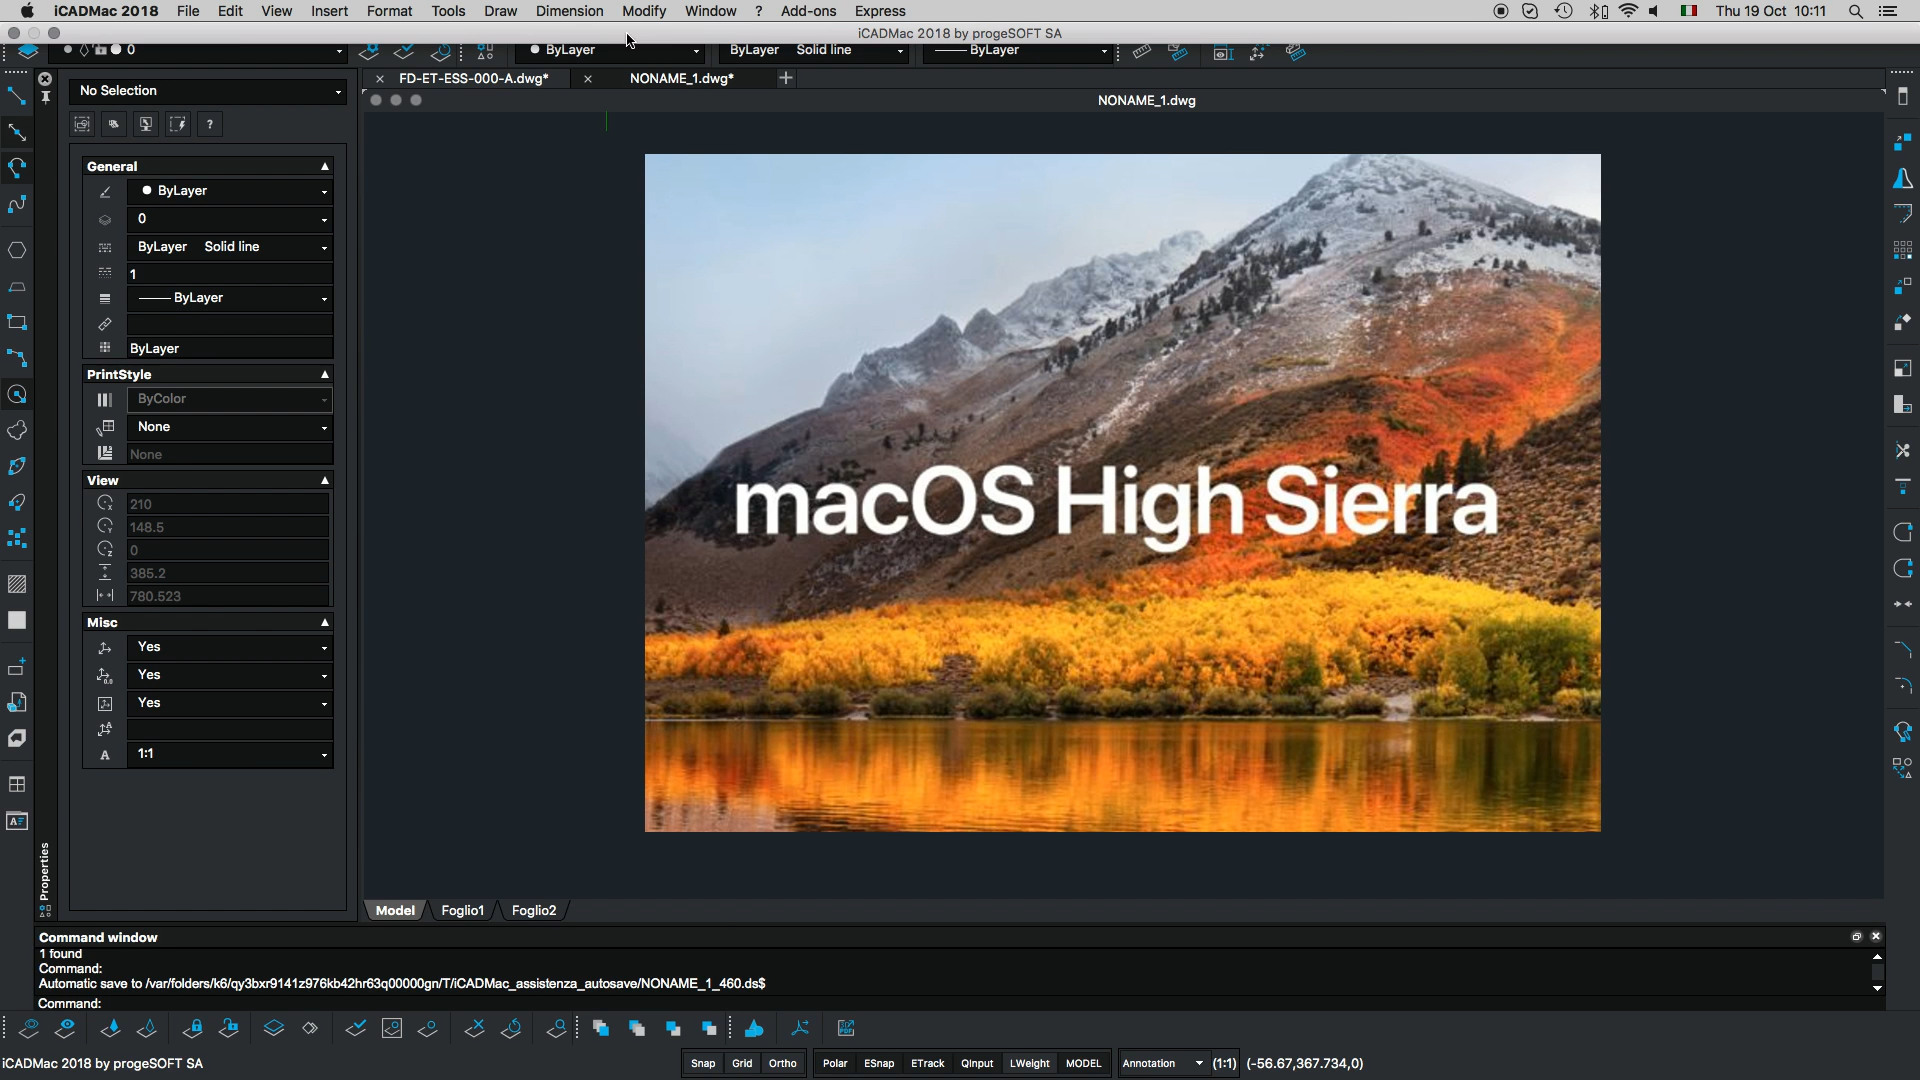 iCADMac 2018 File Edit View Insert Format Tools Draw Dimension Modify Window ? Add-ons Express Thu 19 Oct 10:11
iCADMac 2018 by progeSOFT SA
0 ByLayer ByLayer Solid line ByLayer
FD-ET-ESS-000-A.dwg* NONAME_1.dwg*
No Selection
NONAME_1.dwg
?
General
ByLayer
0
ByLayer Solid line
1
ByLayer
ByLayer
PrintStyle
ByColor
None
None
View
210
148.5
0
385.2
780.523
Misc
Yes
Yes
Yes
1:1
Properties
macOS High Sierra
Model Foglio1 Foglio2
Command window
1 found
Command:
Automatic save to /var/folders/k6/qy3bxr9141z976kb42hr63q00000gn/T/iCADMac_assistenza_autosave/NONAME_1_460.ds$
Command:
iCADMac 2018 by progeSOFT SA
Snap Grid Ortho Polar ESnap ETrack QInput LWeight MODEL Annotation (1:1) (-56.67,367.734,0)